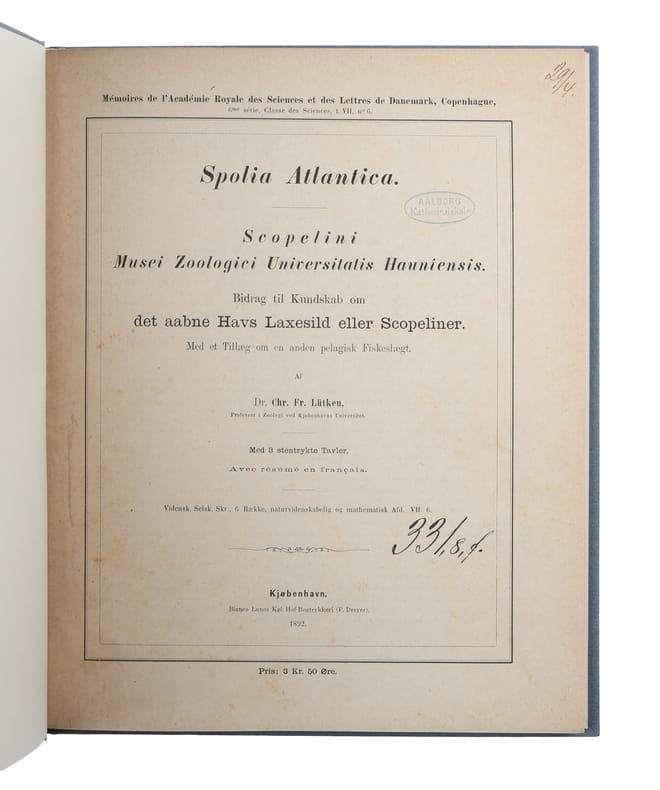 29/4.
Mémoires de l'Académie Royale des Sciences et des Lettres de Danemark, Copenhague,
6me série, Classe des Sciences, t. VII, no 6.
Spolia Atlantica.
AALBORG
Kathedralskole
Scopelini
Musei Zoologici Universitatis Hauniensis.
Bidrag til Kundskab om
det aabne Havs Laxesild eller Scopeliner.
Med et Tillæg om en anden pelagisk Fiskeslægt.
Af
Dr. Chr. Fr. Lütken,
Professor i Zoologi ved Kjøbenhavns Universitet.
Med 3 stentrykte Tavler.
Avec résumé en français.
Vidensk. Selsk. Skr., 6 Række, naturvidenskabelig og mathematisk Afd. VII. 6.
33/,8,f.
Kjøbenhavn.
Bianco Lunos Kgl. Hof-Bogtrykkeri (F. Dreyer).
1892.
Pris: 3 Kr. 50 Øre.